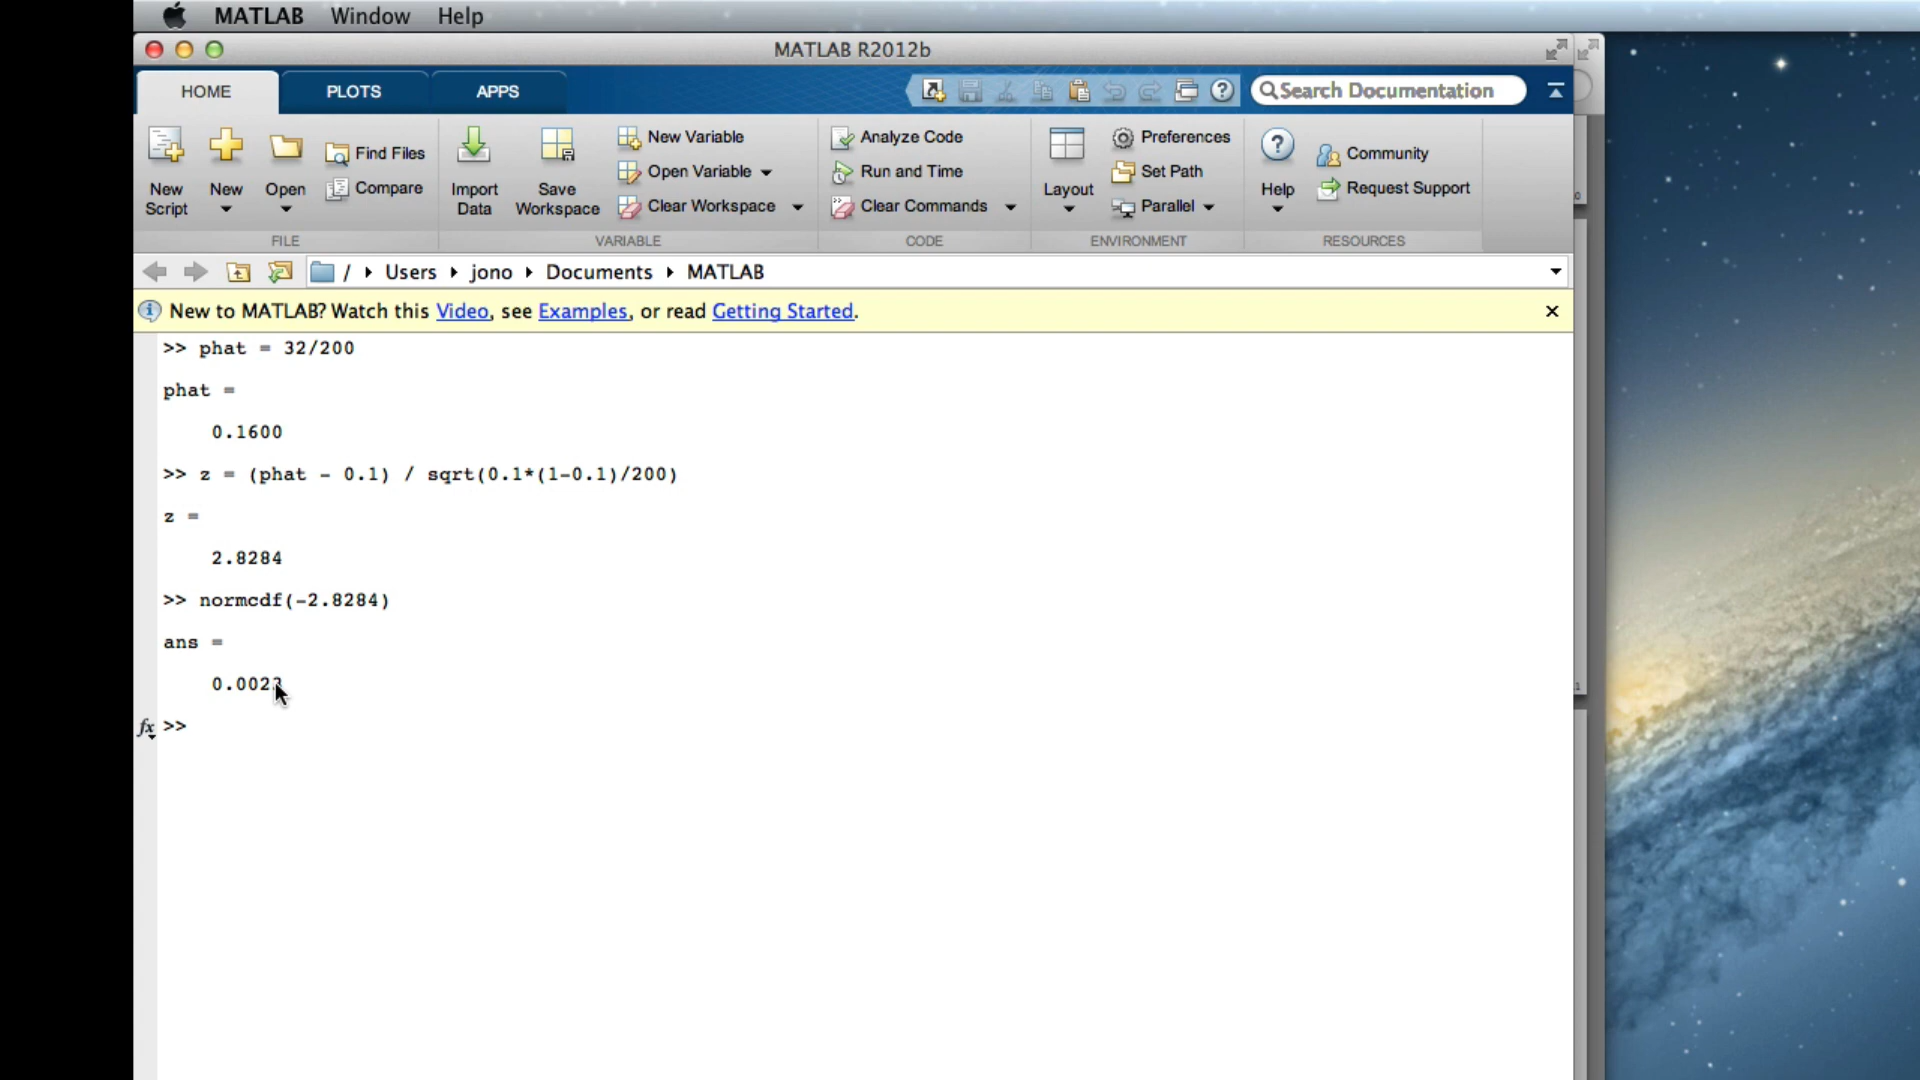 MATLAB Window Help
MATLAB R2012b
HOME PLOTS APPS
Search Documentation
New Script
New
Open
Find Files
Compare
Import Data
Save Workspace
New Variable
Open Variable
Clear Workspace
Analyze Code
Run and Time
Clear Commands
Layout
Preferences
Set Path
Parallel
Help
Community
Request Support
FILE VARIABLE CODE ENVIRONMENT RESOURCES
/ Users jono Documents MATLAB
New to MATLAB? Watch this Video, see Examples, or read Getting Started.
>> phat = 32/200
phat =
0.1600
>> z = (phat - 0.1) / sqrt(0.1*(1-0.1)/200)
z =
2.8284
>> normcdf(-2.8284)
ans =
0.0023
fx >>